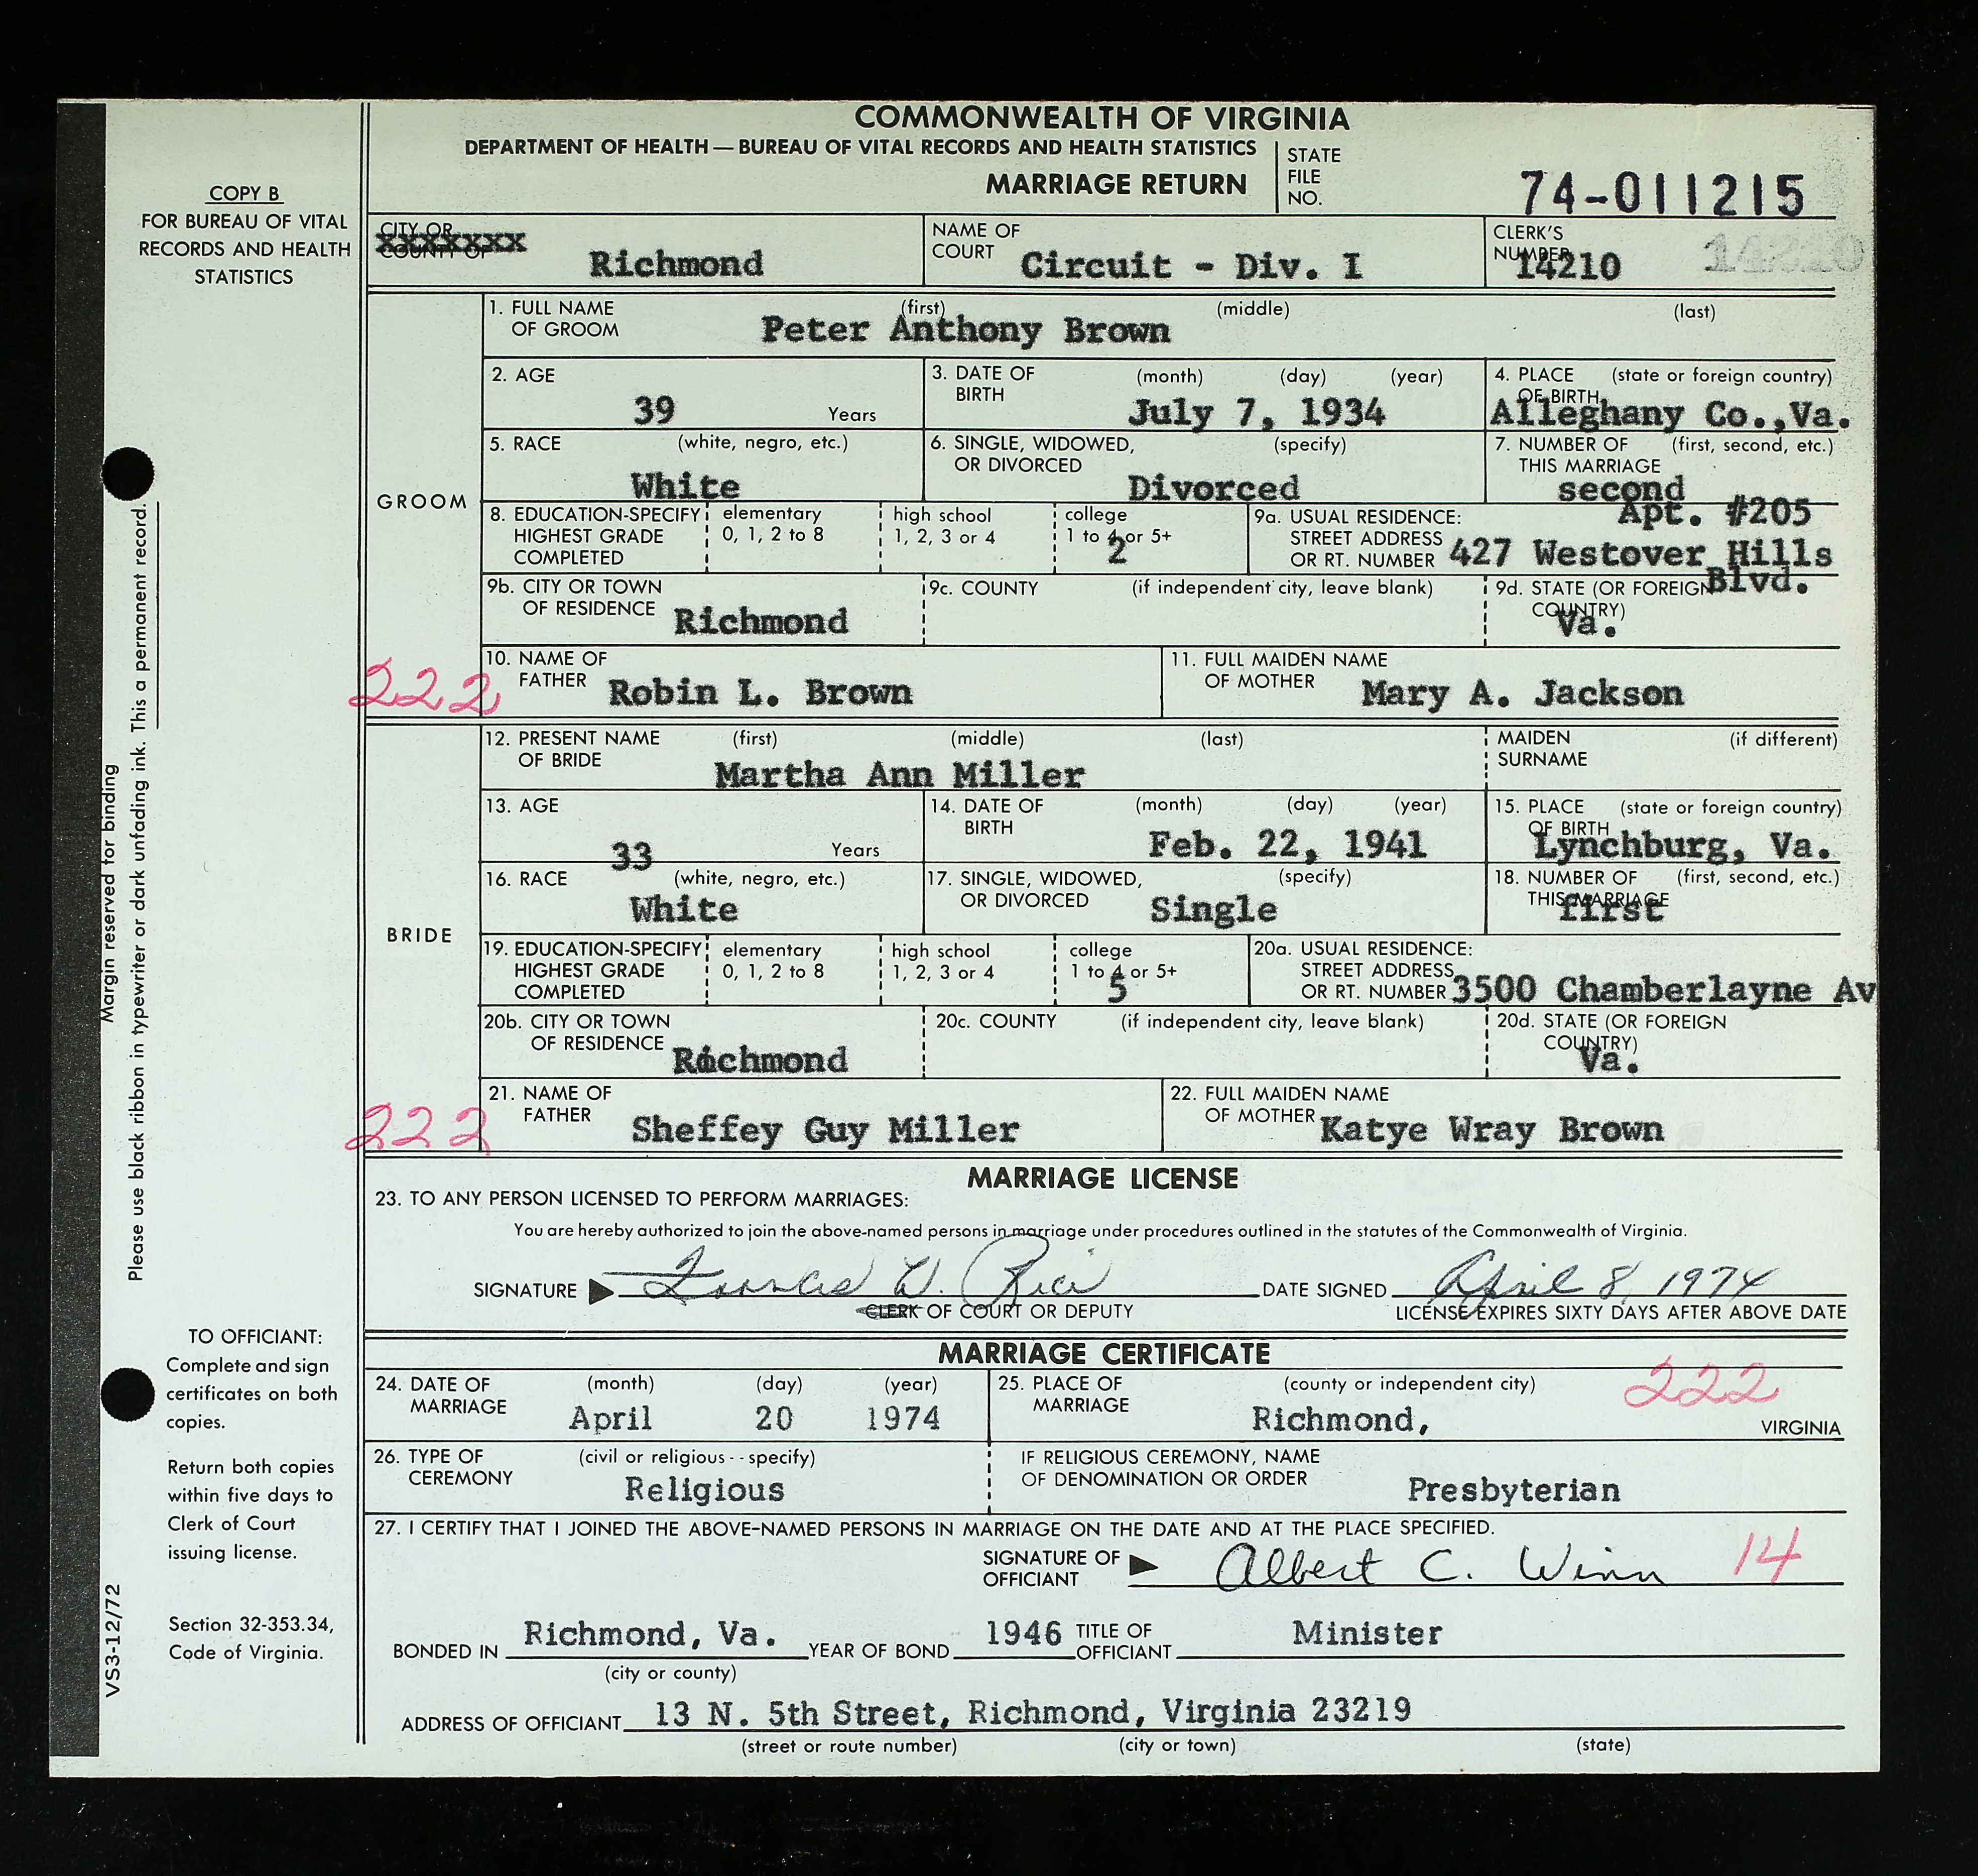 COMMONWEALTH OF VIRGINIA
DEPARTMENT OF HEALTH — BUREAU OF VITAL RECORDS AND HEALTH STATISTICS
MARRIAGE RETURN
STATE FILE NO. 74-011215
COPY B
FOR BUREAU OF VITAL
RECORDS AND HEALTH
STATISTICS
CITY OR
COUNTY OF xxxxxxx Richmond
NAME OF COURT Circuit - Div. I
CLERK'S NUMBER 14210 14210
GROOM
1. FULL NAME OF GROOM (first) (middle) (last)
Peter Anthony Brown
2. AGE 39 Years
3. DATE OF BIRTH (month) (day) (year) July 7, 1934
4. PLACE OF BIRTH (state or foreign country) Alleghany Co.,Va.
5. RACE (white, negro, etc.) White
6. SINGLE, WIDOWED, OR DIVORCED (specify) Divorced
7. NUMBER OF THIS MARRIAGE (first, second, etc.) second
8. EDUCATION-SPECIFY HIGHEST GRADE COMPLETED
elementary 0, 1, 2 to 8
high school 1, 2, 3 or 4
college 1 to 4 or 5+ 2
9a. USUAL RESIDENCE: STREET ADDRESS OR RT. NUMBER Apt. #205
427 Westover Hills
Blvd.
9b. CITY OR TOWN OF RESIDENCE Richmond
9c. COUNTY (if independent city, leave blank)
9d. STATE (OR FOREIGN COUNTRY) Va.
222
10. NAME OF FATHER Robin L. Brown
11. FULL MAIDEN NAME OF MOTHER Mary A. Jackson
BRIDE
12. PRESENT NAME OF BRIDE (first) (middle) (last)
Martha Ann Miller
MAIDEN SURNAME (if different)
13. AGE 33 Years
14. DATE OF BIRTH (month) (day) (year) Feb. 22, 1941
15. PLACE OF BIRTH (state or foreign country) Lynchburg, Va.
16. RACE (white, negro, etc.) White
17. SINGLE, WIDOWED, OR DIVORCED (specify) Single
18. NUMBER OF THIS MARRIAGE (first, second, etc.) first
19. EDUCATION-SPECIFY HIGHEST GRADE COMPLETED
elementary 0, 1, 2 to 8
high school 1, 2, 3 or 4
college 1 to 4 or 5+ 5
20a. USUAL RESIDENCE: STREET ADDRESS OR RT. NUMBER 3500 Chamberlayne Av
20b. CITY OR TOWN OF RESIDENCE Richmond
20c. COUNTY (if independent city, leave blank)
20d. STATE (OR FOREIGN COUNTRY) Va.
222
21. NAME OF FATHER Sheffey Guy Miller
22. FULL MAIDEN NAME OF MOTHER Katye Wray Brown
MARRIAGE LICENSE
23. TO ANY PERSON LICENSED TO PERFORM MARRIAGES:
You are hereby authorized to join the above-named persons in marriage under procedures outlined in the statutes of the Commonwealth of Virginia.
SIGNATURE Frances W. Rici DATE SIGNED April 8, 1974
CLERK OF COURT OR DEPUTY
LICENSE EXPIRES SIXTY DAYS AFTER ABOVE DATE
MARRIAGE CERTIFICATE
24. DATE OF MARRIAGE (month) (day) (year) April 20 1974
25. PLACE OF MARRIAGE (county or independent city) Richmond, VIRGINIA
222
26. TYPE OF CEREMONY (civil or religious - - specify) Religious
IF RELIGIOUS CEREMONY, NAME OF DENOMINATION OR ORDER Presbyterian
27. I CERTIFY THAT I JOINED THE ABOVE-NAMED PERSONS IN MARRIAGE ON THE DATE AND AT THE PLACE SPECIFIED.
SIGNATURE OF OFFICIANT Albert C. Winn 14
BONDED IN Richmond, Va. YEAR OF BOND 1946 TITLE OF OFFICIANT Minister
(city or county)
ADDRESS OF OFFICIANT 13 N. 5th Street, Richmond, Virginia 23219
(street or route number) (city or town) (state)
Margin reserved for binding
Please use black ribbon in typewriter or dark unfading ink. This a permanent record.
TO OFFICIANT:
Complete and sign
certificates on both
copies.
Return both copies
within five days to
Clerk of Court
issuing license.
Section 32-353.34,
Code of Virginia.
VS3-12/72